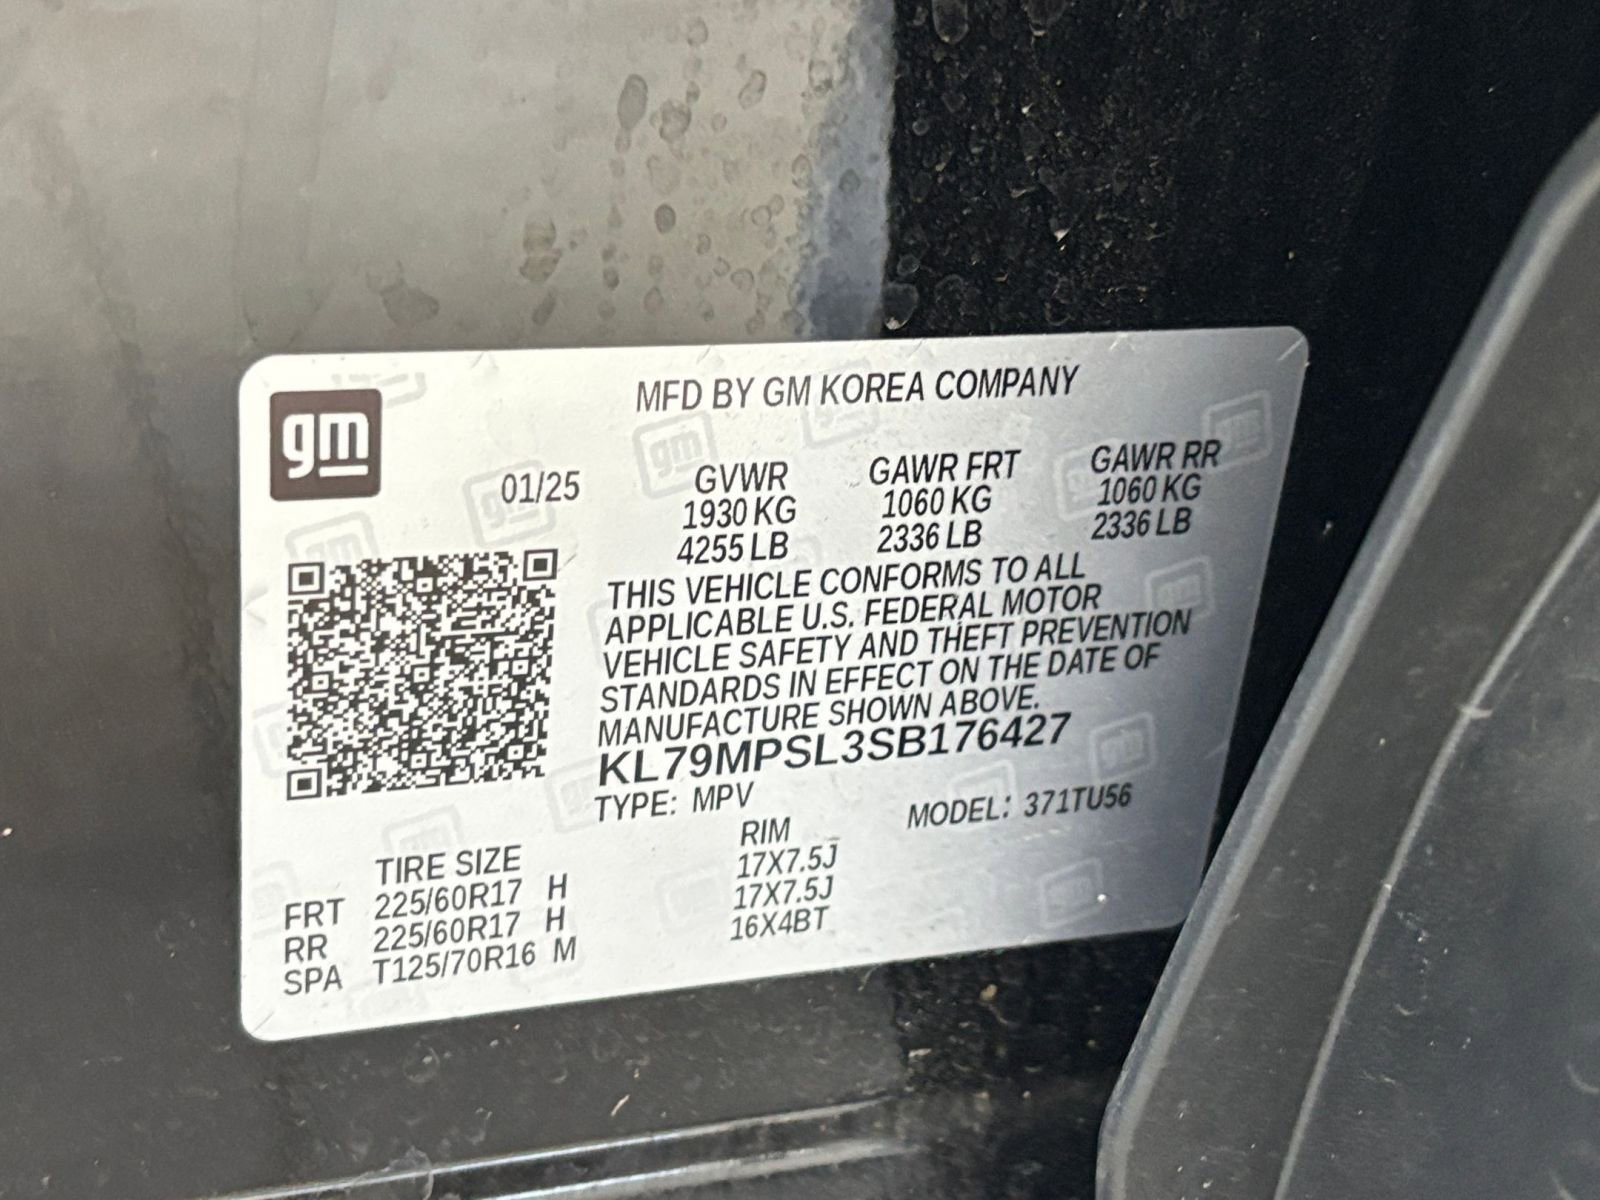 gm
MFD BY GM KOREA COMPANY
01/25 GVWR GAWR FRT GAWR RR
1930 KG 1060 KG 1060 KG
4255 LB 2336 LB 2336 LB
THIS VEHICLE CONFORMS TO ALL
APPLICABLE U.S. FEDERAL MOTOR
VEHICLE SAFETY AND THEFT PREVENTION
STANDARDS IN EFFECT ON THE DATE OF
MANUFACTURE SHOWN ABOVE.
KL79MPSL3SB176427
TYPE: MPV MODEL: 371TU56
TIRE SIZE RIM
FRT 225/60R17 H 17X7.5J
RR 225/60R17 H 17X7.5J
SPA T125/70R16 M 16X4BT